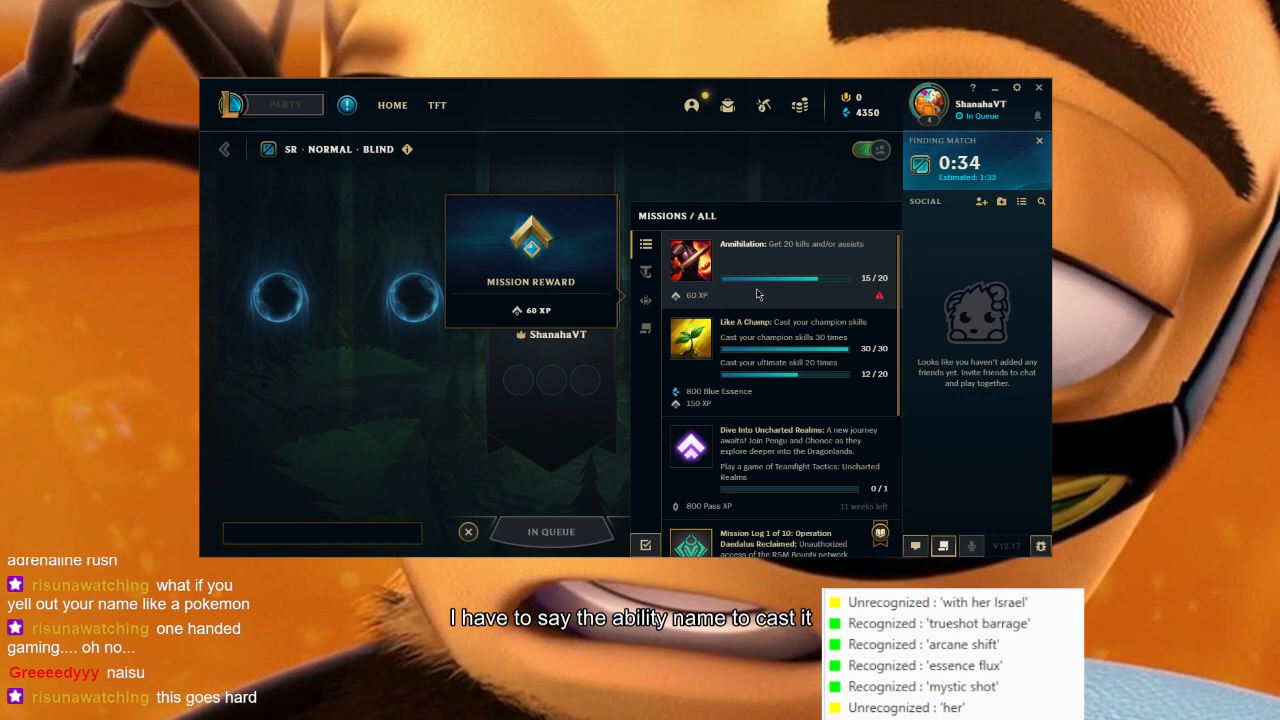 PARTY
HOME
TFT
0
4350
?
ShanahaVT
In Queue
4
SR · NORMAL · BLIND
FINDING MATCH
0:34
Estimated: 1:33
SOCIAL
MISSION REWARD
60 XP
ShanahaVT
MISSIONS / ALL
Annihilation: Get 20 kills and/or assists
15 / 20
60 XP
Like A Champ: Cast your champion skills
Cast your champion skills 30 times
30 / 30
Cast your ultimate skill 20 times
12 / 20
800 Blue Essence
150 XP
Dive Into Uncharted Realms: A new journey
awaits! Join Pengu and Choncc as they
explore deeper into the Dragonlands.
Play a game of Teamfight Tactics: Uncharted
Realms
0 / 1
800 Pass XP
11 weeks left
Mission Log 1 of 10: Operation
Daedalus Reclaimed: Unauthorized
access of the RSM Bounty network
Looks like you haven't added any
friends yet. Invite friends to chat
and play together.
IN QUEUE
V12.17
adrenaline rush
risunawatching what if you
yell out your name like a pokemon
risunawatching one handed
gaming.... oh no...
Greeeedyyy naisu
risunawatching this goes hard
I have to say the ability name to cast it
Unrecognized : 'with her Israel'
Recognized : 'trueshot barrage'
Recognized : 'arcane shift'
Recognized : 'essence flux'
Recognized : 'mystic shot'
Unrecognized : 'her'